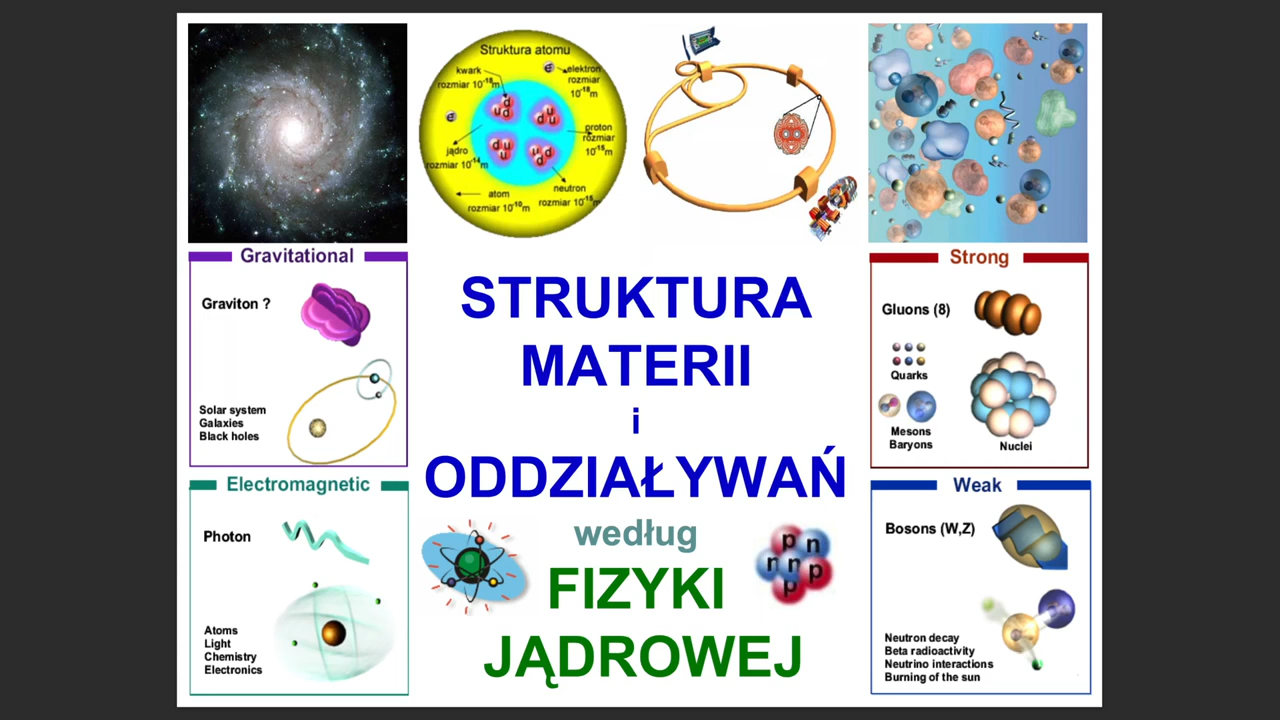 Struktura atomu
kwark
rozmiar 10⁻¹⁸m
elektron
rozmiar
10⁻¹⁸m
e
e
u d
u d
d u
d u
d u
u
u d
d
proton
rozmiar
10⁻¹⁵m
jądro
rozmiar 10⁻¹⁴m
neutron
rozmiar 10⁻¹⁵m
atom
rozmiar 10⁻¹⁰m
Gravitational
Graviton ?
Solar system
Galaxies
Black holes
Electromagnetic
Photon
Atoms
Light
Chemistry
Electronics
STRUKTURA
MATERII
i
ODDZIAŁYWAŃ
według
FIZYKI
JĄDROWEJ
p n
n n p
p
Strong
Gluons (8)
Quarks
Mesons
Baryons
Nuclei
Weak
Bosons (W,Z)
Neutron decay
Beta radioactivity
Neutrino interactions
Burning of the sun